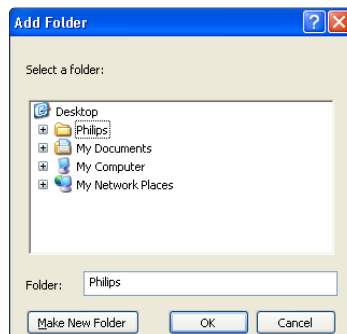 Add Folder
Select a folder:
Desktop
Philips
My Documents
My Computer
My Network Places
Folder: Philips
Make New Folder OK Cancel